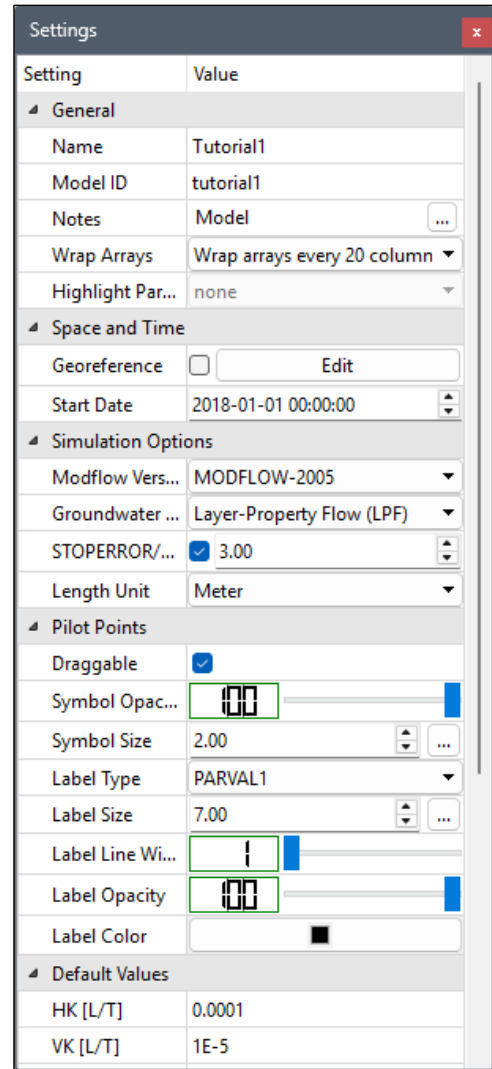 Settings
x
Setting Value
General
Name Tutorial1
Model ID tutorial1
Notes Model ...
Wrap Arrays Wrap arrays every 20 column
Highlight Par... none
Space and Time
Georeference Edit
Start Date 2018-01-01 00:00:00
Simulation Options
Modflow Vers... MODFLOW-2005
Groundwater ... Layer-Property Flow (LPF)
STOPERROR/... 3.00
Length Unit Meter
Pilot Points
Draggable
Symbol Opac... 100
Symbol Size 2.00 ...
Label Type PARVAL1
Label Size 7.00 ...
Label Line Wi... 1
Label Opacity 100
Label Color
Default Values
HK [L/T] 0.0001
VK [L/T] 1E-5